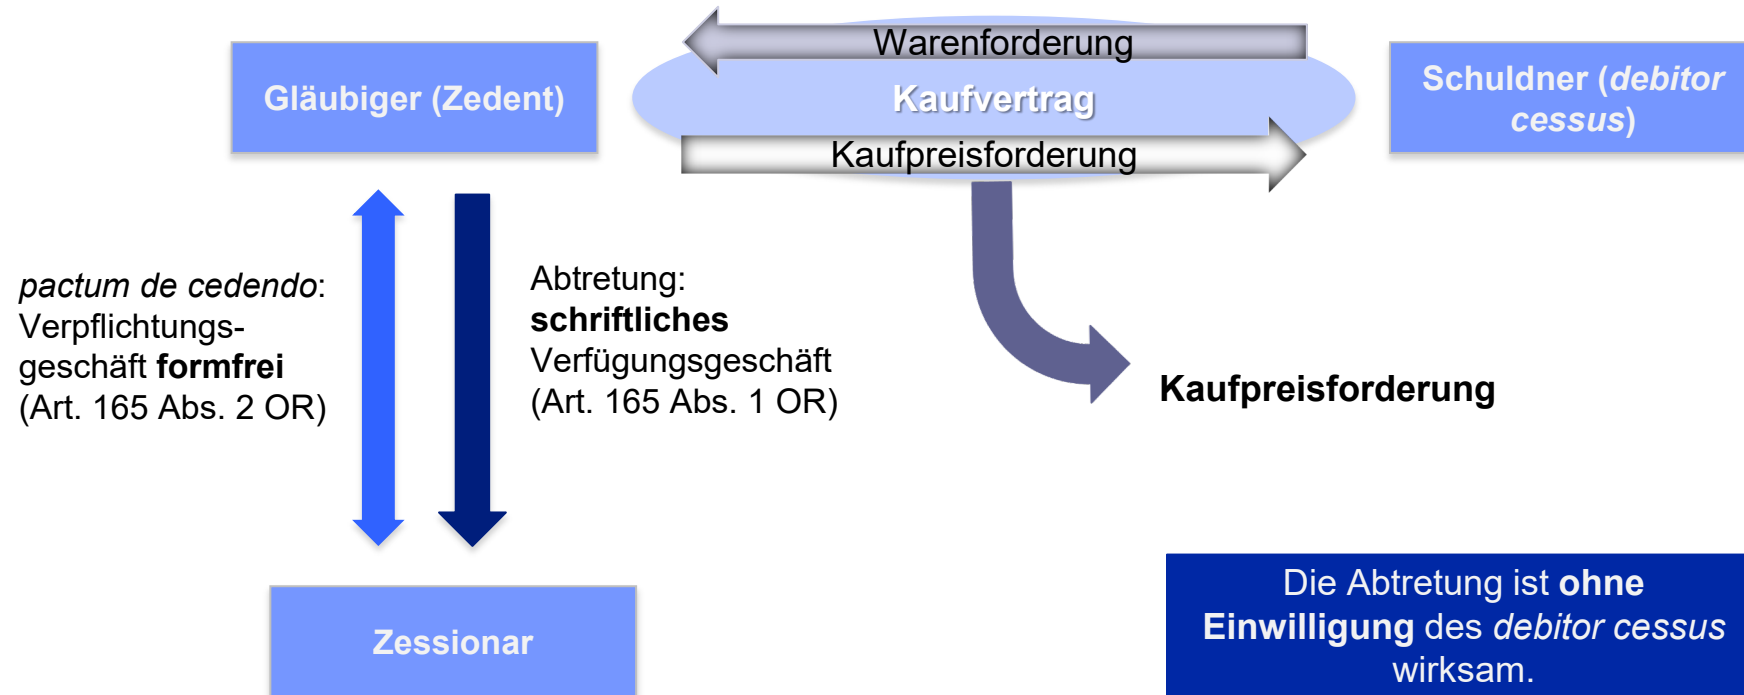 Warenforderung
Gläubiger (Zedent)
Kaufvertrag
Schuldner (debitor
cessus)
Kaufpreisforderung
pactum de cedendo:
Verpflichtungs-
geschäft formfrei
(Art. 165 Abs. 2 OR)
Abtretung:
schriftliches
Verfügungsgeschäft
(Art. 165 Abs. 1 OR)
Kaufpreisforderung
Zessionar
Die Abtretung ist ohne
Einwilligung des debitor cessus
wirksam.